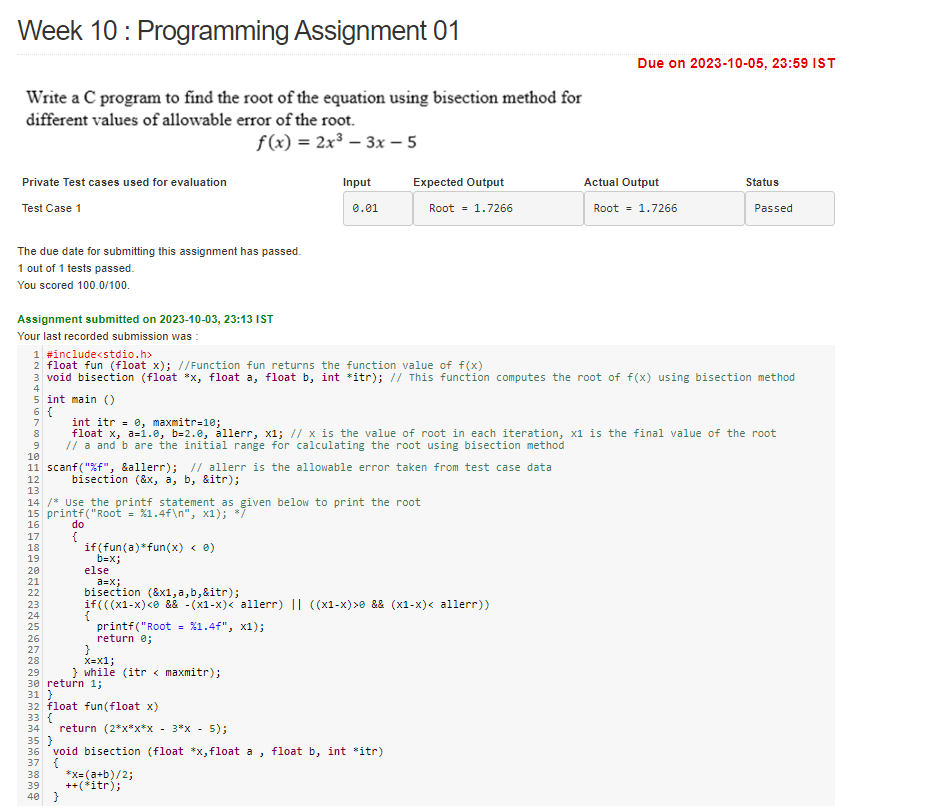 Week 10 : Programming Assignment 01
Due on 2023-10-05, 23:59 IST
Write a C program to find the root of the equation using bisection method for
different values of allowable error of the root.
f(x) = 2x³ − 3x − 5
Private Test cases used for evaluation Input Expected Output Actual Output Status
Test Case 1 0.01 Root = 1.7266 Root = 1.7266 Passed
The due date for submitting this assignment has passed.
1 out of 1 tests passed.
You scored 100.0/100.
Assignment submitted on 2023-10-03, 23:13 IST
Your last recorded submission was :
1 #include<stdio.h>
2 float fun (float x); //Function fun returns the function value of f(x)
3 void bisection (float *x, float a, float b, int *itr); // This function computes the root of f(x) using bisection method
4
5 int main ()
6 {
7     int itr = 0, maxmitr=10;
8     float x, a=1.0, b=2.0, allerr, x1; // x is the value of root in each iteration, x1 is the final value of the root
9    // a and b are the initial range for calculating the root using bisection method
10
11 scanf("%f", &allerr);  // allerr is the allowable error taken from test case data
12     bisection (&x, a, b, &itr);
13
14 /* Use the printf statement as given below to print the root
15 printf("Root = %1.4f\n", x1); */
16     do
17     {
18       if(fun(a)*fun(x) < 0)
19         b=x;
20       else
21         a=x;
22       bisection (&x1,a,b,&itr);
23       if(((x1-x)<0 && -(x1-x)< allerr) || ((x1-x)>0 && (x1-x)< allerr))
24       {
25         printf("Root = %1.4f", x1);
26         return 0;
27       }
28       x=x1;
29     } while (itr < maxmitr);
30 return 1;
31 }
32 float fun(float x)
33 {
34   return (2*x*x*x - 3*x - 5);
35 }
36  void bisection (float *x,float a , float b, int *itr)
37  {
38    *x=(a+b)/2;
39    ++(*itr);
40  }